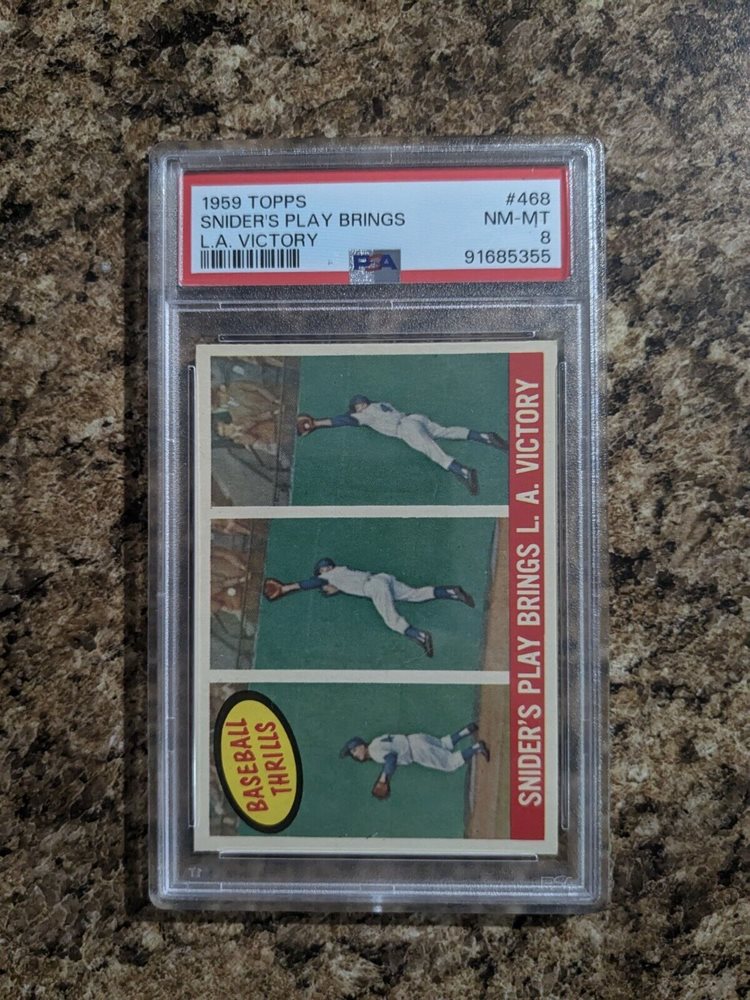 1959 TOPPS #468
SNIDER'S PLAY BRINGS NM-MT
L.A. VICTORY 8
PSA 91685355
BASEBALL
THRILLS
SNIDER'S PLAY BRINGS L. A. VICTORY